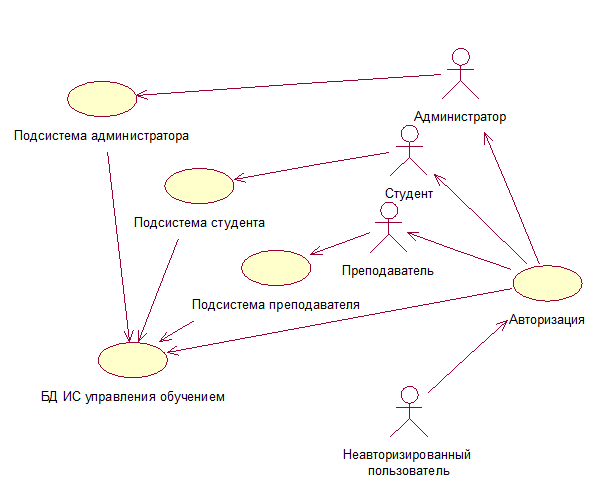 Администратор
Подсистема администратора
Студент
Подсистема студента
Преподаватель
Подсистема преподавателя
Авторизация
БД ИС управления обучением
Неавторизированный
пользователь